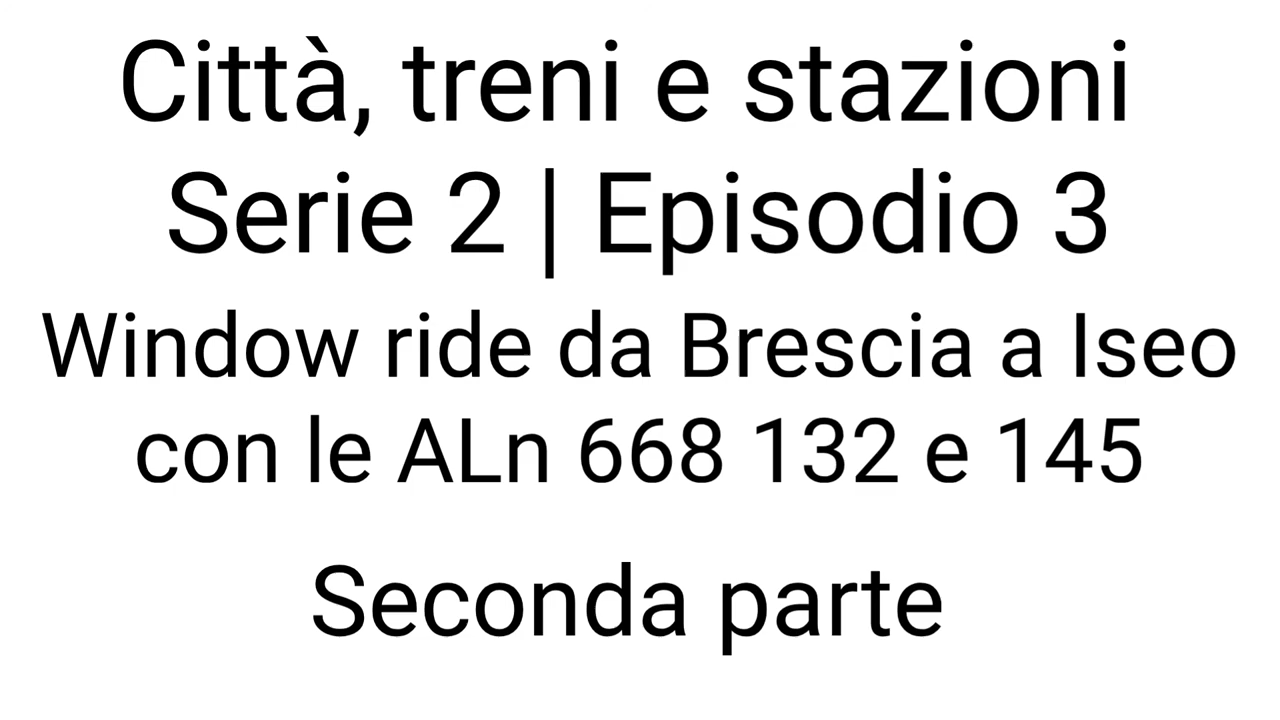 Città, treni e stazioni
Serie 2 | Episodio 3
Window ride da Brescia a Iseo
con le ALn 668 132 e 145
Seconda parte